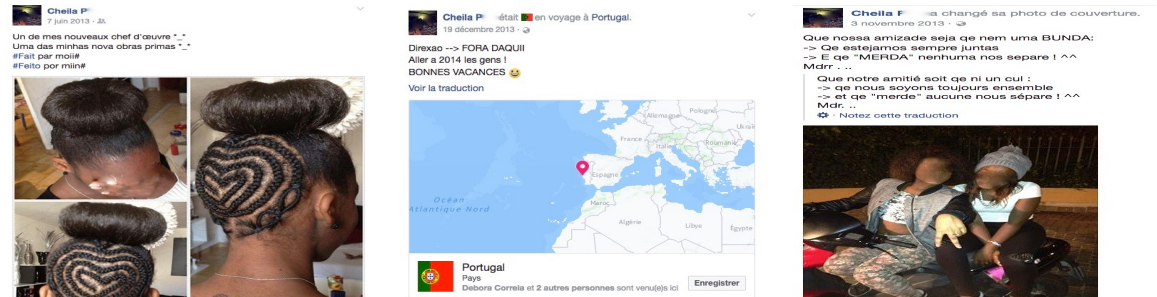 Cheila P
7 juin 2013 ·
Un de mes nouveaux chef d'œuvre *_*
Uma das minhas nova obras primas *_*
#Fait par moii#
#Feito por miin#
Cheila P était en voyage à Portugal.
19 décembre 2013 ·
Direxao --> FORA DAQUII
Aller a 2014 les gens !
BONNES VACANCES
Voir la traduction
Pologne
Allemagne
Ukrai
France
Roumanie
Italie
Espagne
Océan
Atlantique Nord
Maroc
Algérie
Libye
Égypte
Portugal
Pays
Debora Correia et 2 autres personnes sont venu(e)s ici
Enregistrer
Cheila P a changé sa photo de couverture.
3 novembre 2013 ·
Que nossa amizade seja qe nem uma BUNDA:
-> Qe estejamos sempre juntas
-> E qe "MERDA" nenhuma nos separe ! ^^
Mdrr . ..
Que notre amitié soit qe ni un cul :
-> qe nous soyons toujours ensemble
-> et qe "merde" aucune nous sépare ! ^^
Mdr. ..
· Notez cette traduction